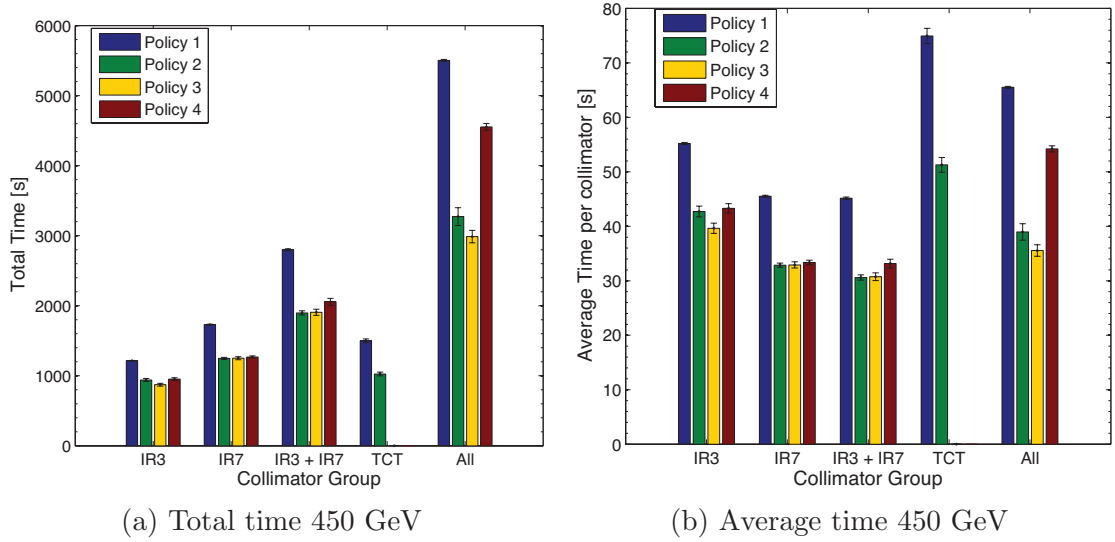 6000
5000
4000
3000
2000
1000
0
Total Time [s]
Policy 1
Policy 2
Policy 3
Policy 4
IR3 IR7 IR3 + IR7 TCT All
Collimator Group
(a) Total time 450 GeV
80
70
60
50
40
30
20
10
0
Average Time per collimator [s]
Policy 1
Policy 2
Policy 3
Policy 4
IR3 IR7 IR3 + IR7 TCT All
Collimator Group
(b) Average time 450 GeV